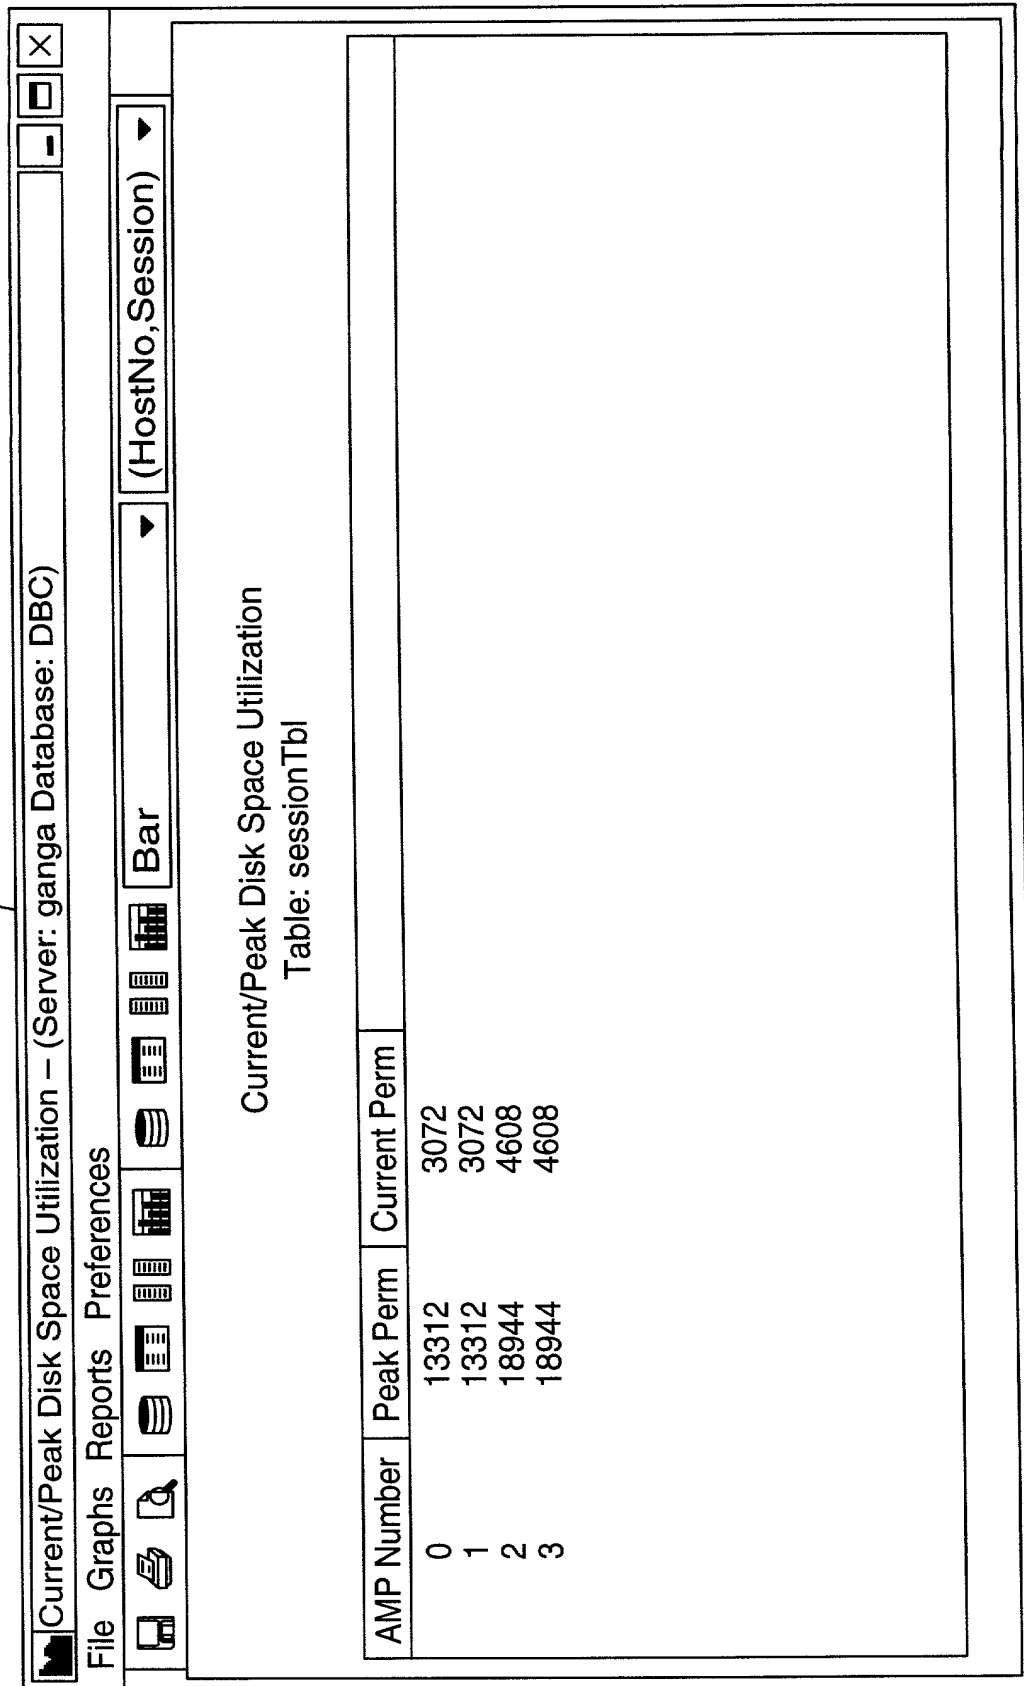 Current/Peak Disk Space Utilization – (Server: ganga Database: DBC)
File Graphs Reports Preferences
Bar (HostNo,Session)
Current/Peak Disk Space Utilization
Table: sessionTbl
AMP Number Peak Perm Current Perm
0 13312 3072
1 13312 3072
2 18944 4608
3 18944 4608